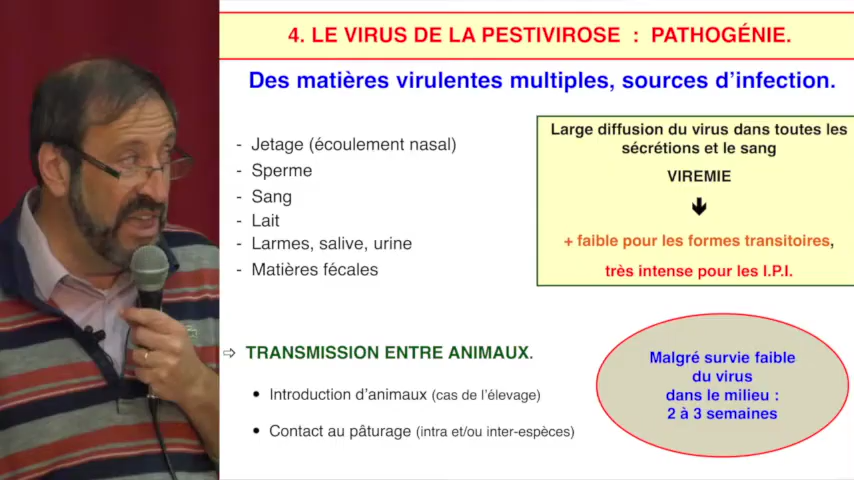 4. LE VIRUS DE LA PESTIVIROSE : PATHOGÉNIE.
Des matières virulentes multiples, sources d'infection.
- Jetage (écoulement nasal)
- Sperme
- Sang
- Lait
- Larmes, salive, urine
- Matières fécales
Large diffusion du virus dans toutes les
sécrétions et le sang
VIREMIE
+ faible pour les formes transitoires,
très intense pour les I.P.I.
⇨ TRANSMISSION ENTRE ANIMAUX.
• Introduction d'animaux (cas de l'élevage)
• Contact au pâturage (intra et/ou inter-espèces)
Malgré survie faible
du virus
dans le milieu :
2 à 3 semaines